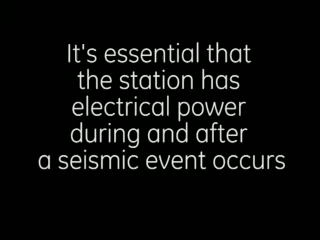 It's essential that
the station has
electrical power
during and after
a seismic event occurs